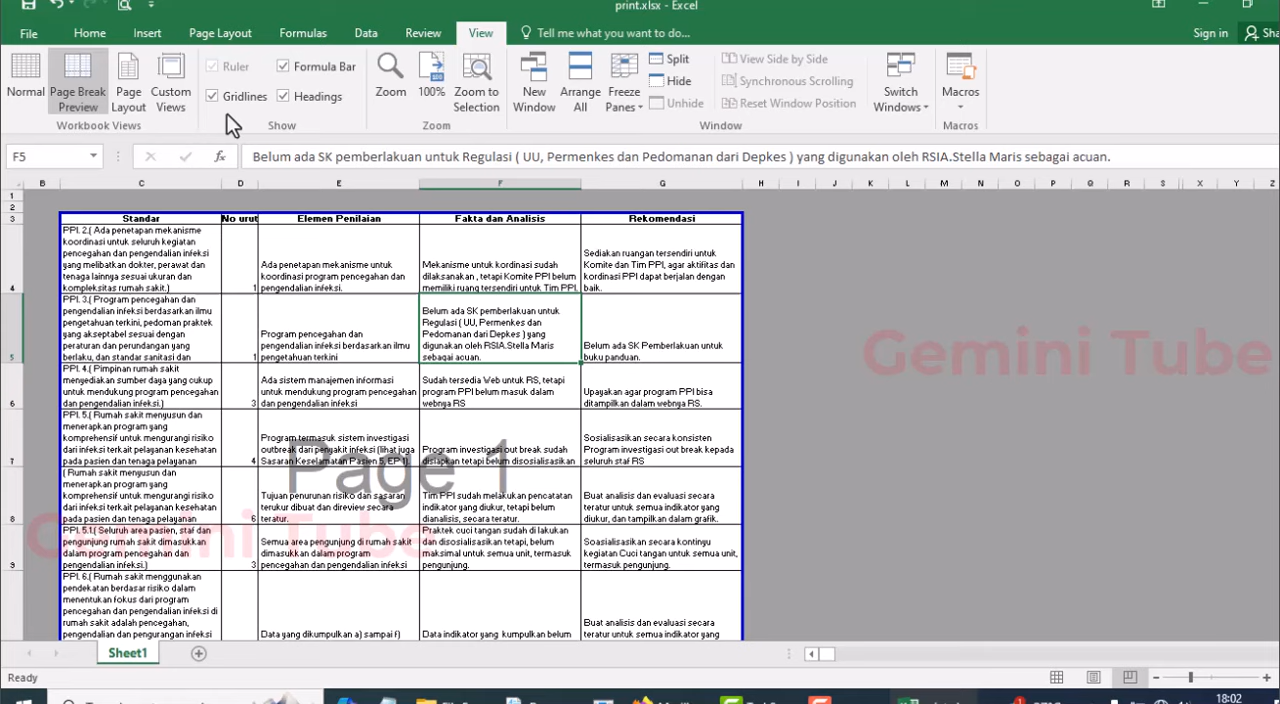 print.xlsx - Excel
File Home Insert Page Layout Formulas Data Review View Tell me what you want to do... Sign in
Ruler Formula Bar Gridlines Headings
Normal Page Break Preview Page Layout Custom Views
Zoom 100% Zoom to Selection
New Window Arrange All Freeze Panes Split Hide Unhide
View Side by Side
Synchronous Scrolling
Reset Window Position
Switch Windows Macros
Workbook Views Show Zoom Window Macros
F5 fx Belum ada SK pemberlakuan untuk Regulasi ( UU, Permenkes dan Pedomanan dari Depkes ) yang digunakan oleh RSIA.Stella Maris sebagai acuan.
B C D E F G H I J K L M N O P Q R S T U V W X Y Z
1
2
3 Standar No urut Elemen Penilaian Fakta dan Analisis Rekomendasi
4
PPI. 2.( Ada penetapan mekanisme
koordinasi untuk seluruh kegiatan
pencegahan dan pengendalian infeksi
yang melibatkan dokter, perawat dan
tenaga lainnya sesuai ukuran dan
kompleksitas rumah sakit.)
1
Ada penetapan mekanisme untuk
koordinasi program pencegahan dan
pengendalian infeksi.
Mekanisme untuk kordinasi sudah
dilaksanakan , tetapi Komite PPI belum
memiliki ruang tersendiri untuk Tim PPI.
Sediakan ruangan tersendiri untuk
Komite dan Tim PPI, agar aktifitas dan
kordinasi PPI dapat berjalan dengan
baik.
5
PPI. 3.( Program pencegahan dan
pengendalian infeksi berdasarkan ilmu
pengetahuan terkini, pedoman praktek
yang akseptabel sesuai dengan
peraturan dan perundangan yang
berlaku, dan standar sanitasi dan
1
Program pencegahan dan
pengendalian infeksi berdasarkan ilmu
pengetahuan terkini
Belum ada SK pemberlakuan untuk
Regulasi ( UU, Permenkes dan
Pedomanan dari Depkes ) yang
digunakan oleh RSIA.Stella Maris
sebagai acuan.
Belum ada SK Pemberlakuan untuk
buku panduan.
6
PPI. 4.( Pimpinan rumah sakit
menyediakan sumber daya yang cukup
untuk mendukung program pencegahan
dan pengendalian infeksi.)
3
Ada sistem manajemen informasi
untuk mendukung program pencegahan
dan pengendalian infeksi
Sudah tersedia Web untuk RS, tetapi
program PPI belum masuk dalam
webnya RS
Upayakan agar program PPI bisa
ditampilkan dalam webnya RS.
7
PPI. 5.( Rumah sakit menyusun dan
menerapkan program yang
komprehensif untuk mengurangi risiko
dari infeksi terkait pelayanan kesehatan
pada pasien dan tenaga pelayanan
4
Program termasuk sistem investigasi
outbreak dari penyakit infeksi (lihat juga
Sasaran Keselamatan Pasien 5, EP 1).
Program investigasi out break sudah
disiapkan tetapi belum disosialisasikan
Sosialisasikan secara konsisten
Program investigasi out break kepada
seluruh staf RS
8
( Rumah sakit menyusun dan
menerapkan program yang
komprehensif untuk mengurangi risiko
dari infeksi terkait pelayanan kesehatan
pada pasien dan tenaga pelayanan
6
Tujuan penurunan risiko dan sasaran
terukur dibuat dan direview secara
teratur.
Tim PPI sudah melakukan pencatatan
indikator yang diukur, tetapi belum
dianalisis, secara teratur.
Buat analisis dan evaluasi secara
teratur untuk semua indikator yang
diukur, dan tampilkan dalam grafik.
9
PPI. 5.1( Seluruh area pasien, staf dan
pengunjung rumah sakit dimasukkan
dalam program pencegahan dan
pengendalian infeksi.)
3
Semua area pengunjung di rumah sakit
dimasukkan dalam program
pencegahan dan pengendalian infeksi
Praktek cuci tangan sudah di lakukan
dan disosialisasikan tetapi, belum
maksimal untuk semua unit, termasuk
pengunjung.
Soasialisasikan secara kontinyu
kegiatan Cuci tangan untuk semua unit,
termasuk pengunjung.
PPI. 6.( Rumah sakit menggunakan
pendekatan berdasar risiko dalam
menentukan fokus dari program
pencegahan dan pengendalian infeksi di
rumah sakit adalah pencegahan,
pengendalian dan pengurangan infeksi
Data yang dikumpulkan a) sampai f)
Data indikator yang kumpulkan belum
Buat analisis dan evaluasi secara
teratur untuk semua indikator yang
Page 1
Gemini Tube
Gemini Tube
Sheet1
Ready
18:02